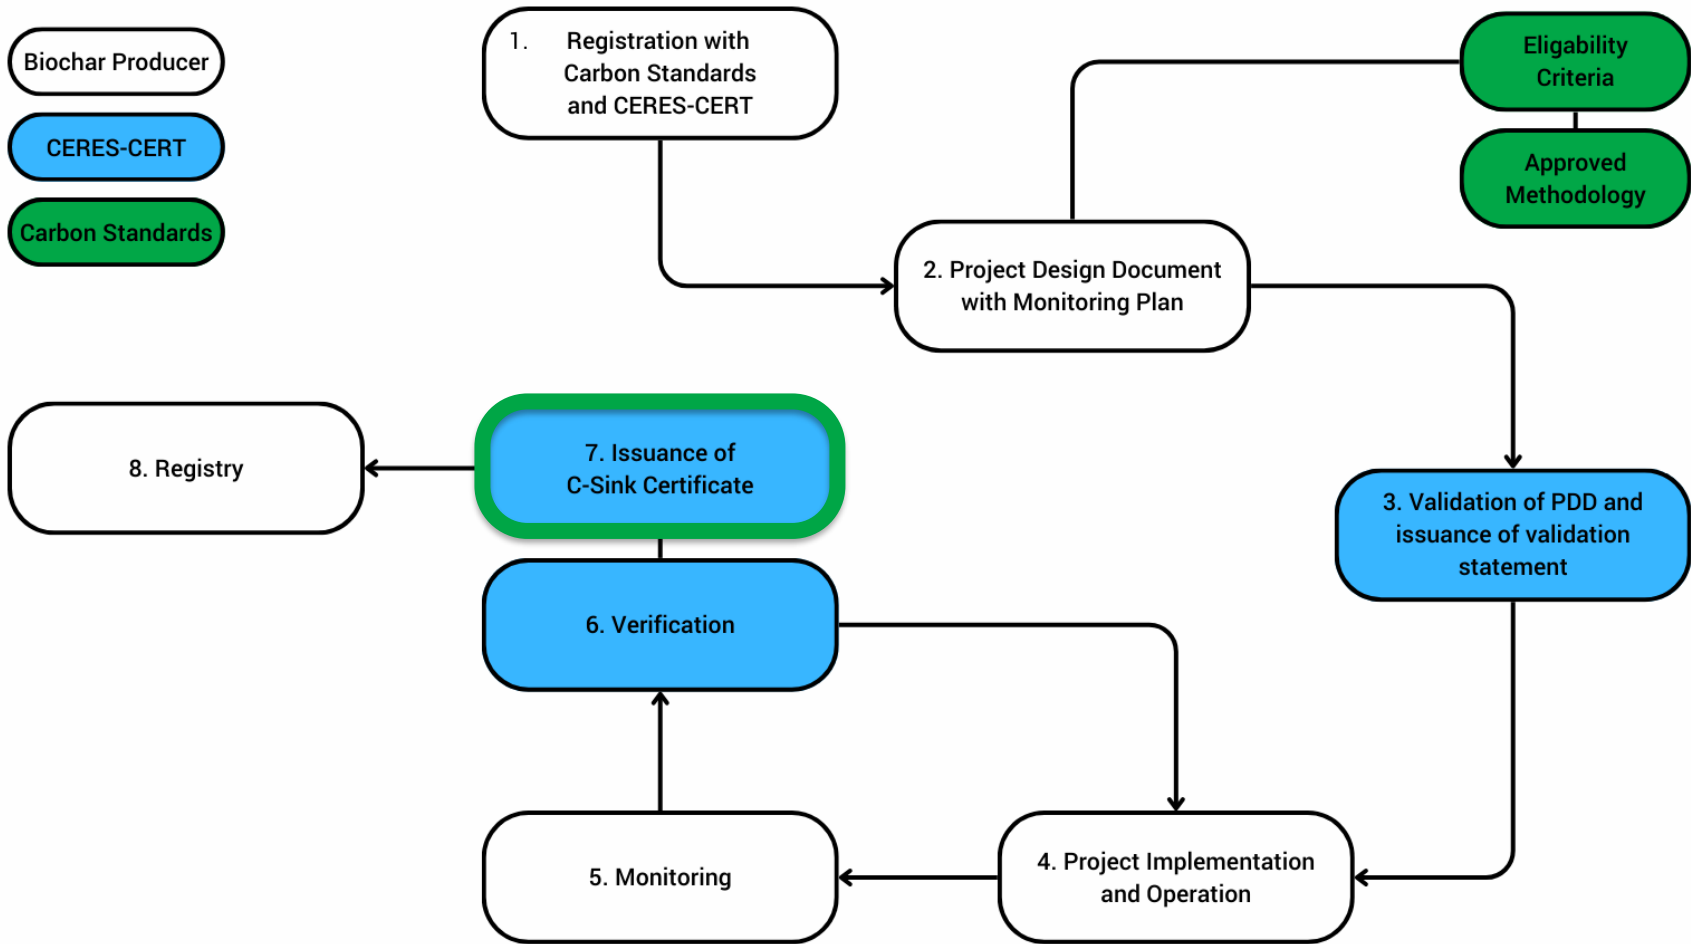 Biochar Producer
CERES-CERT
Carbon Standards
1. Registration with
Carbon Standards
and CERES-CERT
Eligability
Criteria
Approved
Methodology
2. Project Design Document
with Monitoring Plan
3. Validation of PDD and
issuance of validation
statement
4. Project Implementation
and Operation
5. Monitoring
6. Verification
7. Issuance of
C-Sink Certificate
8. Registry